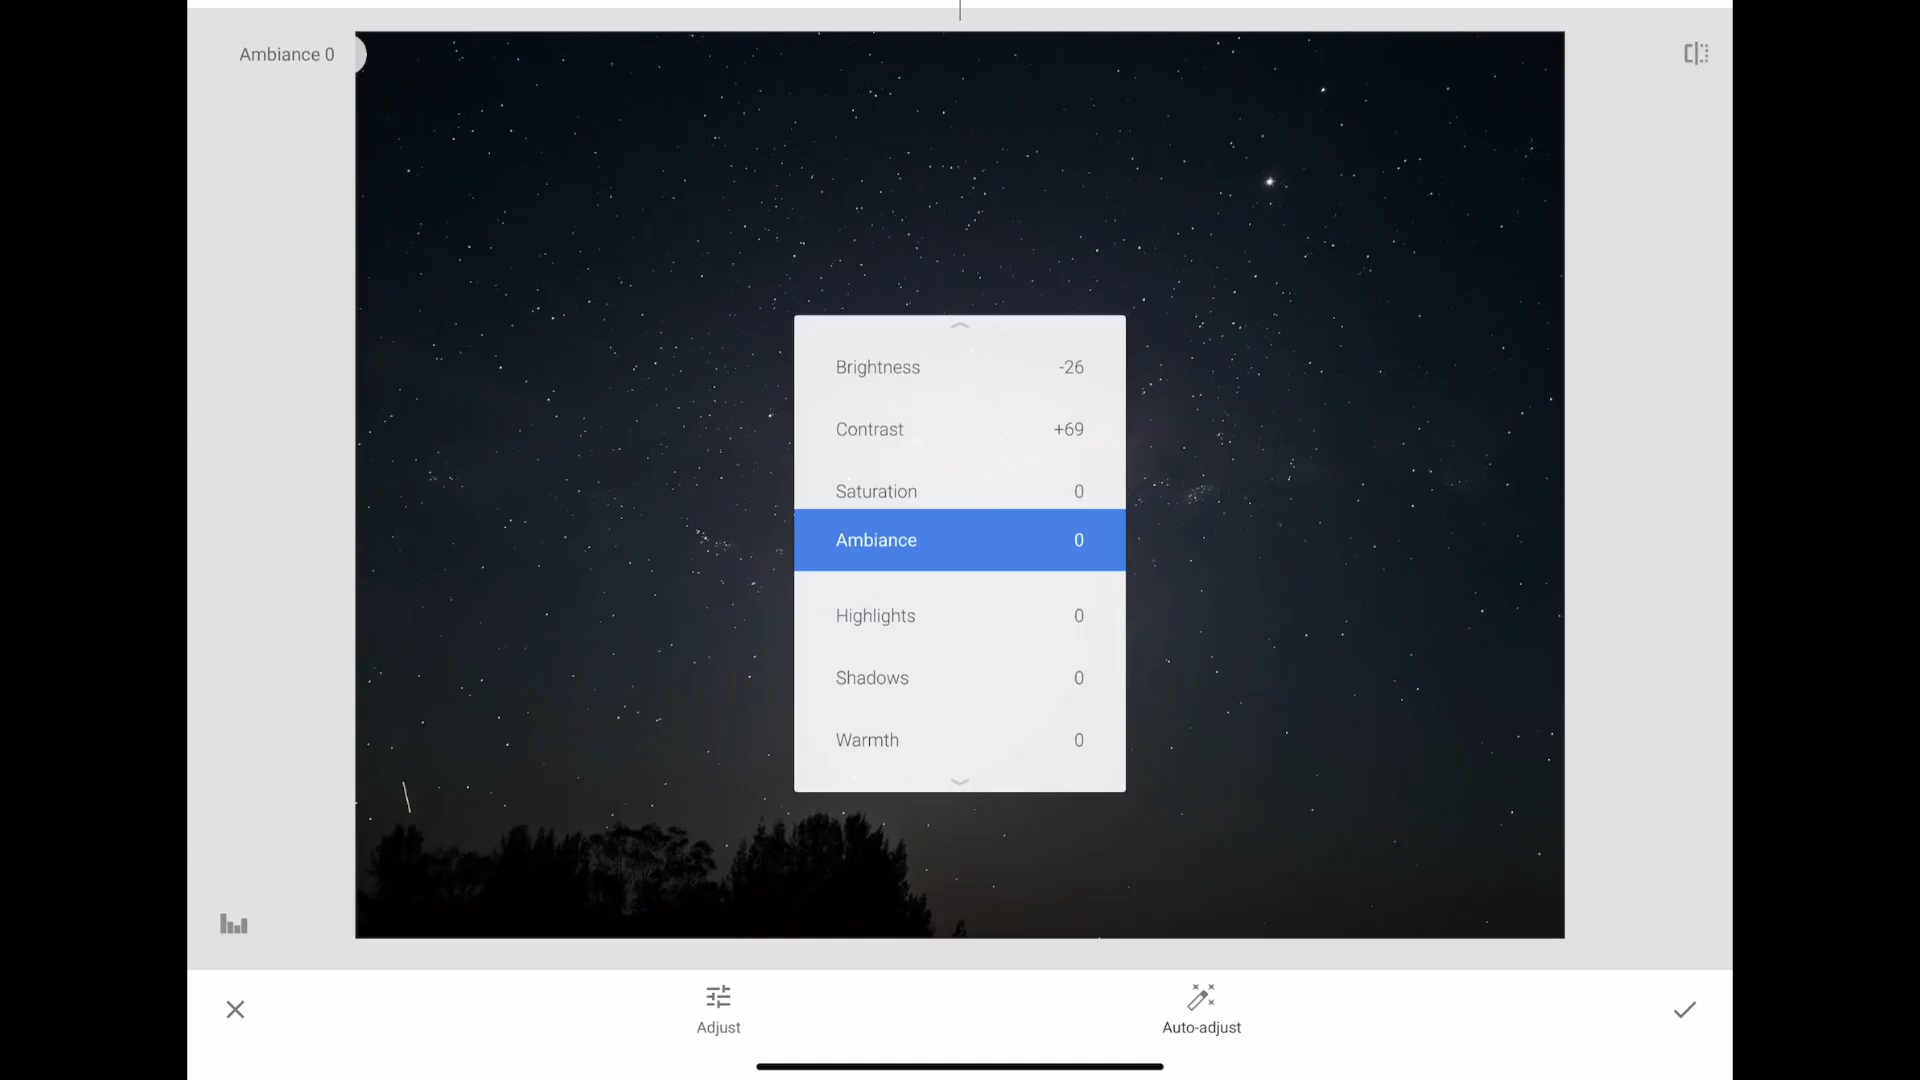 Ambiance 0
Brightness -26
Contrast +69
Saturation 0
Ambiance 0
Highlights 0
Shadows 0
Warmth 0
Adjust
Auto-adjust